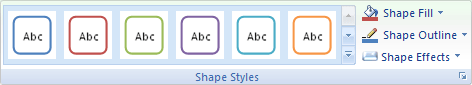 Abc Abc Abc Abc Abc Abc
Shape Fill
Shape Outline
Shape Effects
Shape Styles